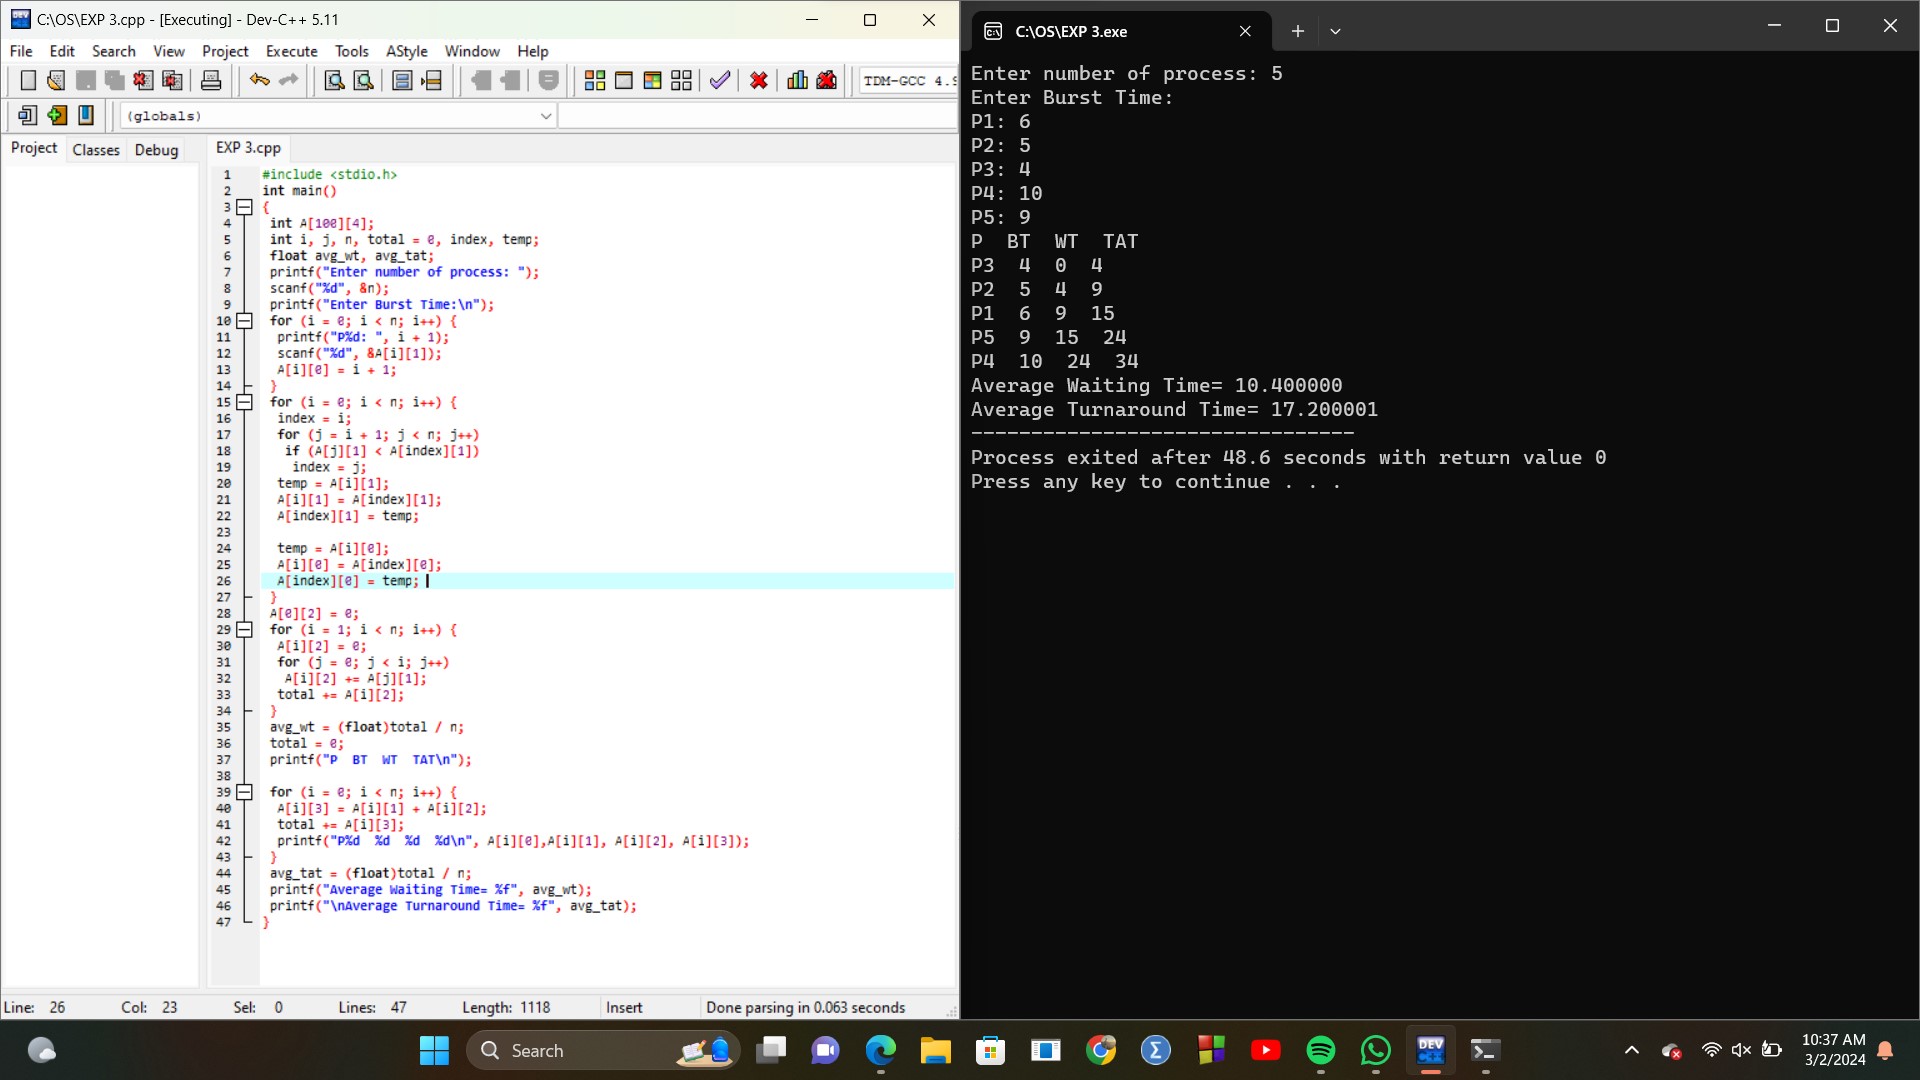 C:\OS\EXP 3.cpp - [Executing] - Dev-C++ 5.11
File Edit Search View Project Execute Tools AStyle Window Help
TDM-GCC 4.9
(globals)
Project Classes Debug
EXP 3.cpp
1 #include <stdio.h>
2 int main()
3 {
4 int A[100][4];
5 int i, j, n, total = 0, index, temp;
6 float avg_wt, avg_tat;
7 printf("Enter number of process: ");
8 scanf("%d", &n);
9 printf("Enter Burst Time:\n");
10 for (i = 0; i < n; i++) {
11 printf("P%d: ", i + 1);
12 scanf("%d", &A[i][1]);
13 A[i][0] = i + 1;
14 }
15 for (i = 0; i < n; i++) {
16 index = i;
17 for (j = i + 1; j < n; j++)
18 if (A[j][1] < A[index][1])
19 index = j;
20 temp = A[i][1];
21 A[i][1] = A[index][1];
22 A[index][1] = temp;
23
24 temp = A[i][0];
25 A[i][0] = A[index][0];
26 A[index][0] = temp;
27 }
28 A[0][2] = 0;
29 for (i = 1; i < n; i++) {
30 A[i][2] = 0;
31 for (j = 0; j < i; j++)
32 A[i][2] += A[j][1];
33 total += A[i][2];
34 }
35 avg_wt = (float)total / n;
36 total = 0;
37 printf("P  BT  WT  TAT\n");
38
39 for (i = 0; i < n; i++) {
40 A[i][3] = A[i][1] + A[i][2];
41 total += A[i][3];
42 printf("P%d  %d  %d  %d\n", A[i][0],A[i][1], A[i][2], A[i][3]);
43 }
44 avg_tat = (float)total / n;
45 printf("Average Waiting Time= %f", avg_wt);
46 printf("\nAverage Turnaround Time= %f", avg_tat);
47 }
Line: 26 Col: 23 Sel: 0 Lines: 47 Length: 1118 Insert Done parsing in 0.063 seconds
C:\OS\EXP 3.exe
Enter number of process: 5
Enter Burst Time:
P1: 6
P2: 5
P3: 4
P4: 10
P5: 9
P  BT  WT  TAT
P3  4  0  4
P2  5  4  9
P1  6  9  15
P5  9  15  24
P4  10  24  34
Average Waiting Time= 10.400000
Average Turnaround Time= 17.200001
--------------------------------
Process exited after 48.6 seconds with return value 0
Press any key to continue . . .
Search
DEV C++
10:37 AM
3/2/2024